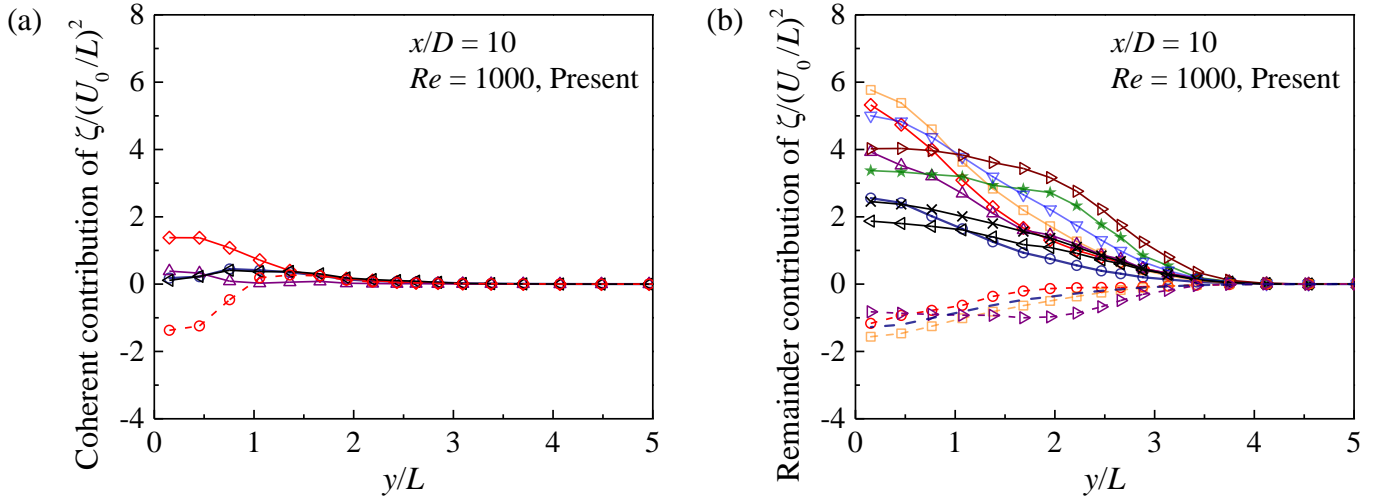 (a)
Coherent contribution of ζ/(U₀/L)²
8
6
4
2
0
-2
-4
x/D = 10
Re = 1000, Present
0 1 2 3 4 5
y/L
(b)
Remainder contribution of ζ/(U₀/L)²
8
6
4
2
0
-2
-4
x/D = 10
Re = 1000, Present
0 1 2 3 4 5
y/L